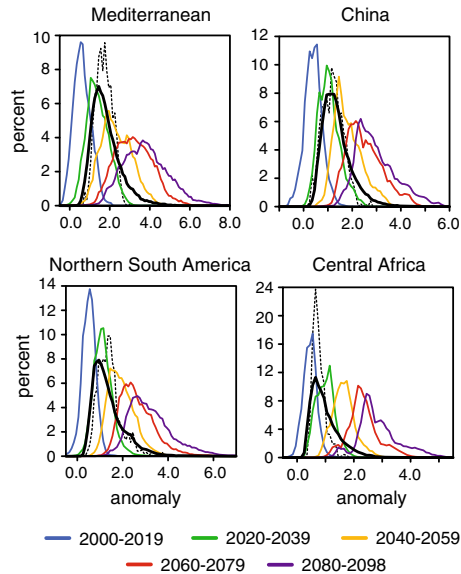 Mediterranean
China
percent
10
8
6
4
2
0
0.0 2.0 4.0 6.0 8.0
12
10
8
6
4
2
0
0.0 2.0 4.0 6.0
Northern South America
Central Africa
percent
14
12
10
8
6
4
2
0
0.0 2.0 4.0 6.0
anomaly
24
20
16
12
8
4
0
0.0 2.0 4.0
anomaly
2000-2019 2020-2039 2040-2059
2060-2079 2080-2098